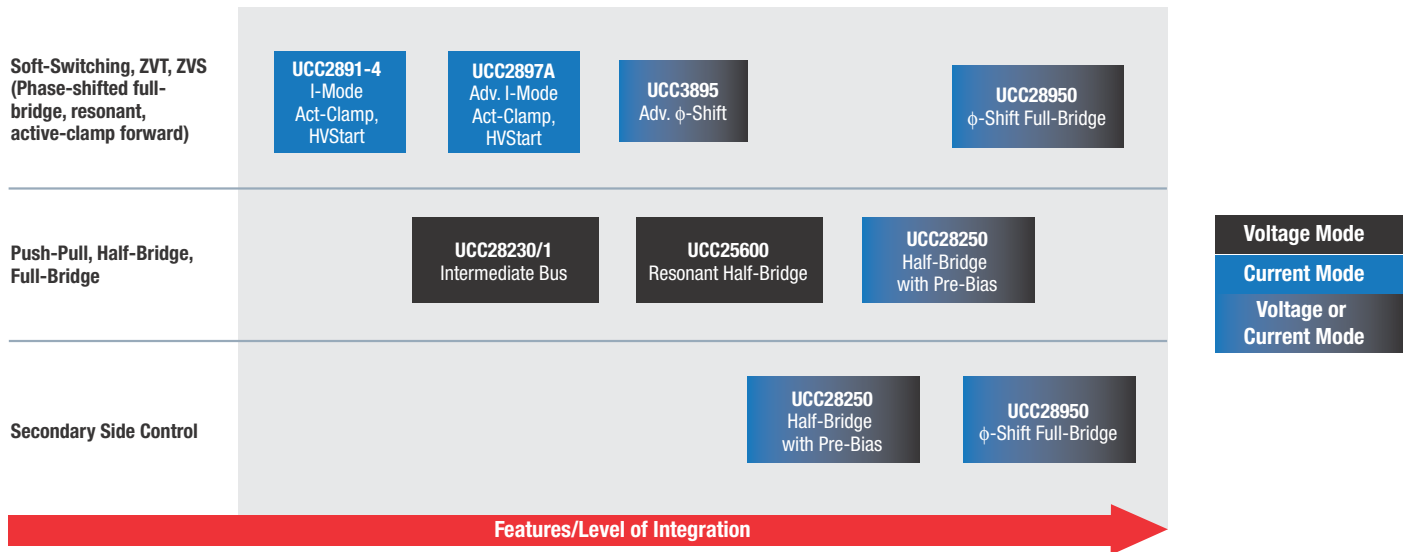 Soft-Switching, ZVT, ZVS
(Phase-shifted full-
bridge, resonant,
active-clamp forward)
UCC2891-4
I-Mode
Act-Clamp,
HVStart
UCC2897A
Adv. I-Mode
Act-Clamp,
HVStart
UCC3895
Adv. ϕ-Shift
UCC28950
ϕ-Shift Full-Bridge
Push-Pull, Half-Bridge,
Full-Bridge
UCC28230/1
Intermediate Bus
UCC25600
Resonant Half-Bridge
UCC28250
Half-Bridge
with Pre-Bias
Voltage Mode
Current Mode
Voltage or
Current Mode
Secondary Side Control
UCC28250
Half-Bridge
with Pre-Bias
UCC28950
ϕ-Shift Full-Bridge
Features/Level of Integration